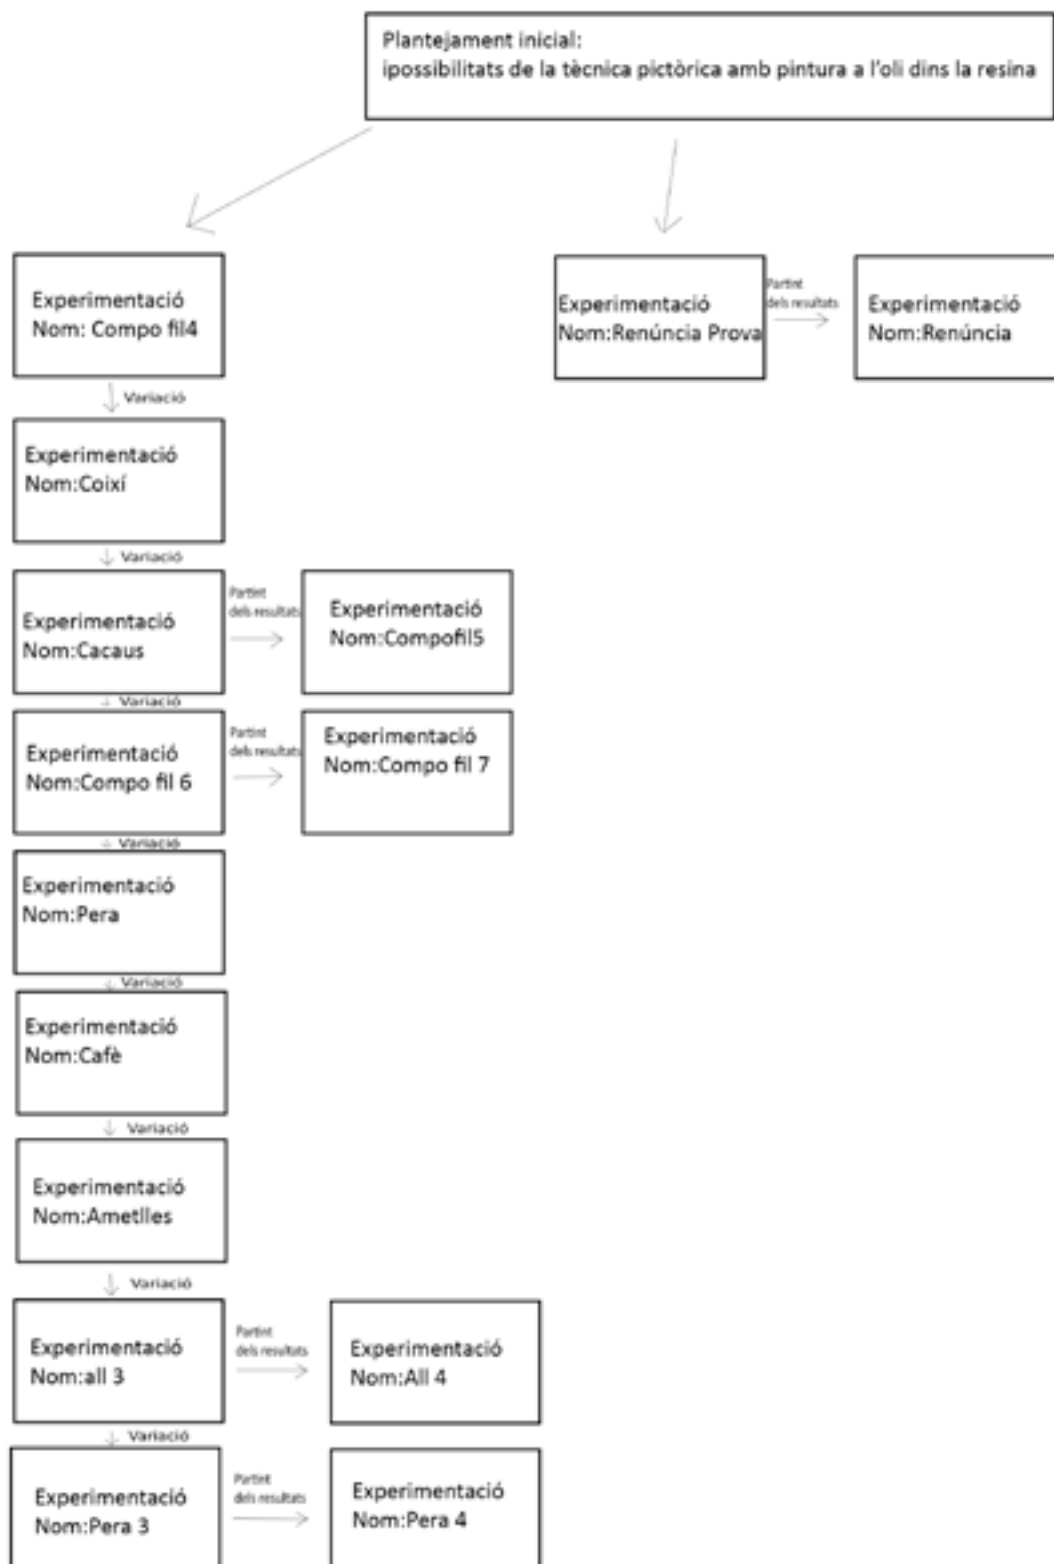 Plantejament inicial:
ipossibilitats de la tècnica pictòrica amb pintura a l'oli dins la resina
Experimentació
Nom: Compo fil4
Experimentació
Nom:Renúncia Prova
Partint
dels resultats
Experimentació
Nom:Renúncia
Variació
Experimentació
Nom:Coixí
Variació
Experimentació
Nom:Cacaus
Partint
dels resultats
Experimentació
Nom:Compofil5
Variació
Experimentació
Nom:Compo fil 6
Partint
dels resultats
Experimentació
Nom:Compo fil 7
Variació
Experimentació
Nom:Pera
Variació
Experimentació
Nom:Cafè
Variació
Experimentació
Nom:Ametlles
Variació
Experimentació
Nom:all 3
Partint
dels resultats
Experimentació
Nom:All 4
Variació
Experimentació
Nom:Pera 3
Partint
dels resultats
Experimentació
Nom:Pera 4